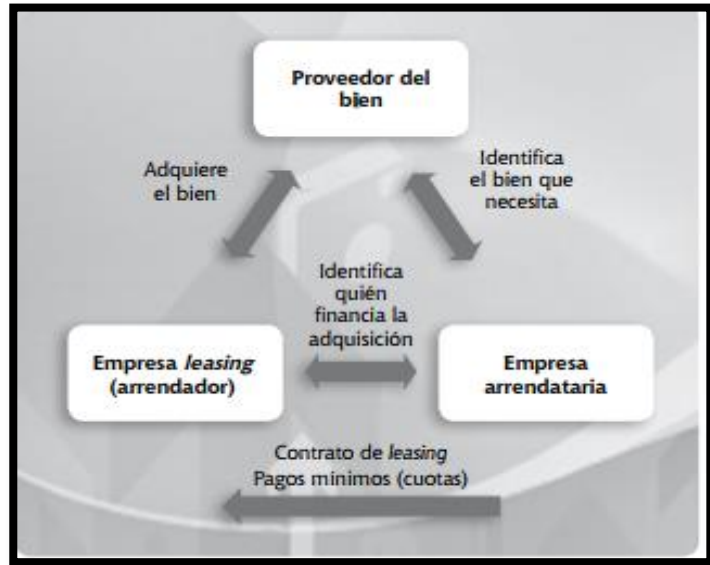 Proveedor del
bien
Adquiere
el bien
Identifica
el bien que
necesita
Identifica
quién
financia la
adquisición
Empresa leasing
(arrendador)
Empresa
arrendataria
Contrato de leasing
Pagos mínimos (cuotas)